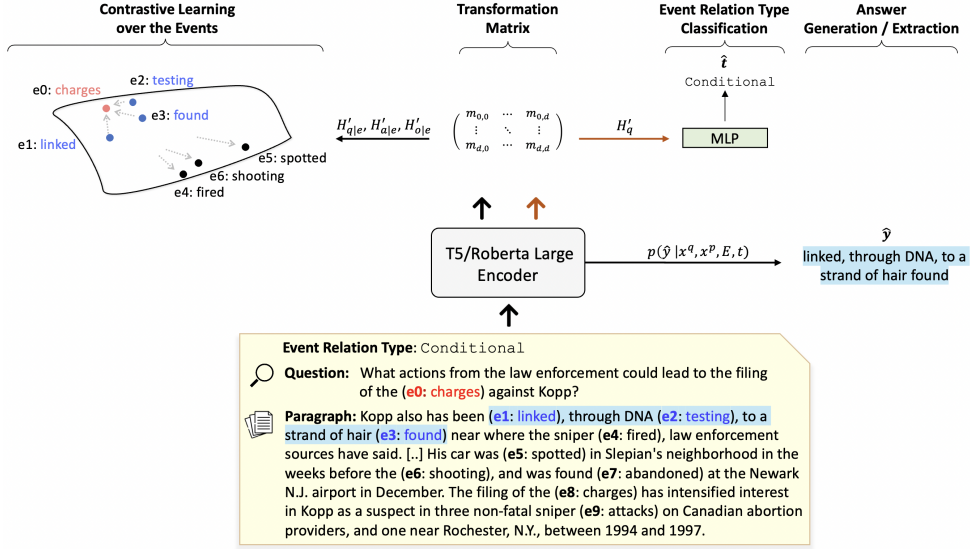 Contrastive Learning
over the Events
Transformation
Matrix
Event Relation Type
Classification
Answer
Generation / Extraction
e2: testing
e0: charges
e3: found
e1: linked
e5: spotted
e6: shooting
e4: fired
H′q|e, H′a|e, H′o|e
m0,0 ⋯ m0,d
⋮ ⋱ ⋮
md,0 ⋯ md,d
H′q
t̂
Conditional
MLP
T5/Roberta Large
Encoder
p(ŷ |x^q, x^p, E, t)
ŷ
linked, through DNA, to a
strand of hair found
Event Relation Type: Conditional
Question: What actions from the law enforcement could lead to the filing
of the (e0: charges) against Kopp?
Paragraph: Kopp also has been (e1: linked), through DNA (e2: testing), to a
strand of hair (e3: found) near where the sniper (e4: fired), law enforcement
sources have said. [..] His car was (e5: spotted) in Slepian's neighborhood in the
weeks before the (e6: shooting), and was found (e7: abandoned) at the Newark
N.J. airport in December. The filing of the (e8: charges) has intensified interest
in Kopp as a suspect in three non-fatal sniper (e9: attacks) on Canadian abortion
providers, and one near Rochester, N.Y., between 1994 and 1997.